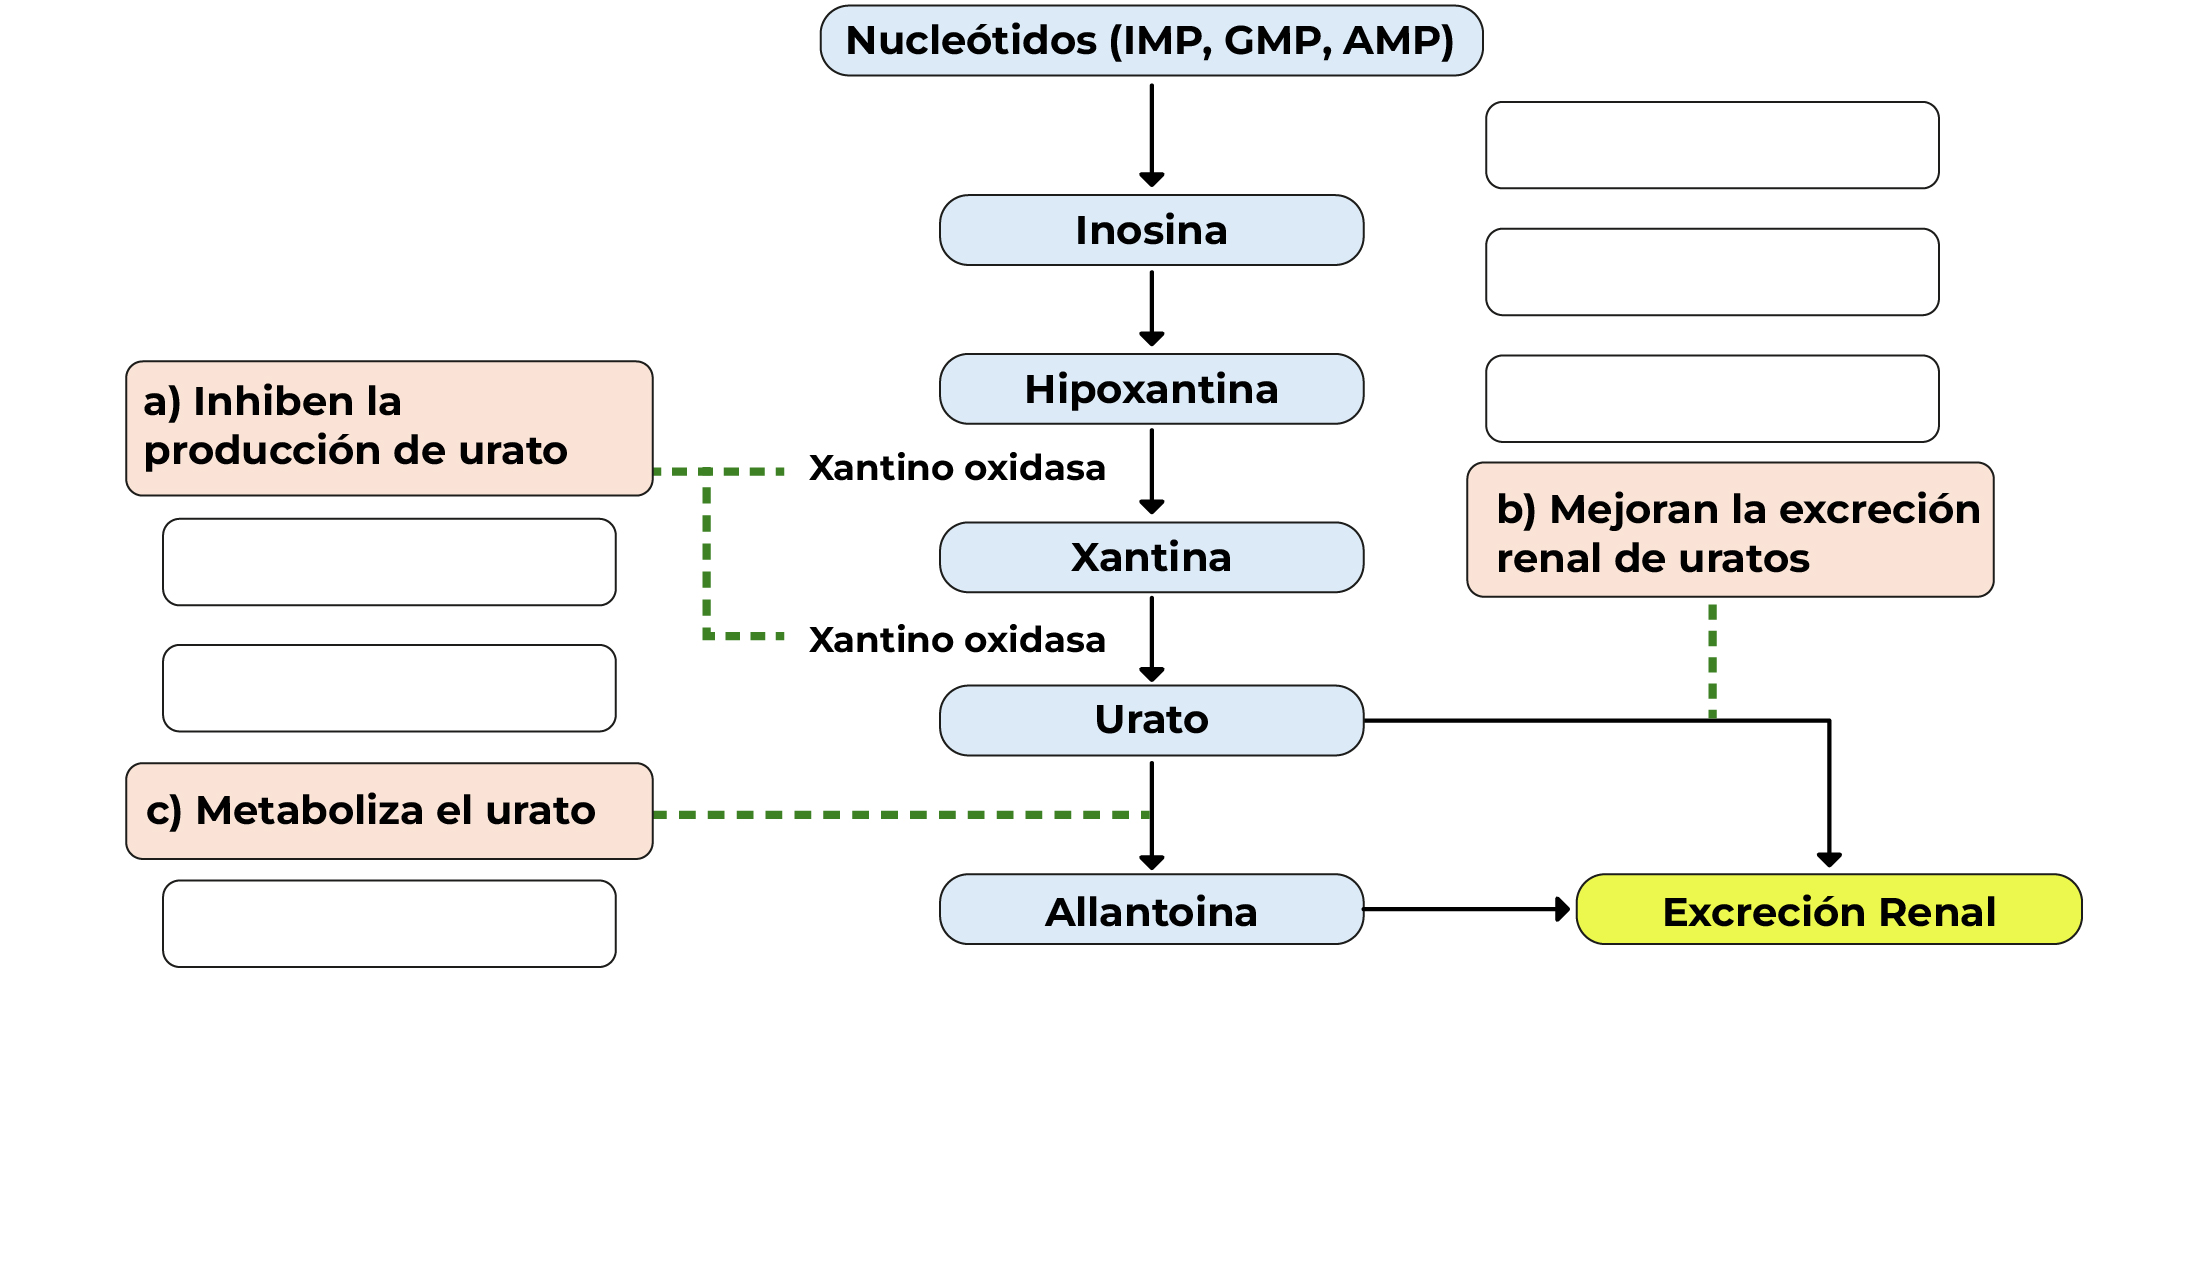 Nucleótidos (IMP, GMP, AMP)
Inosina
Hipoxantina
a) Inhiben la
producción de urato
Xantino oxidasa
b) Mejoran la excreción
renal de uratos
Xantina
Xantino oxidasa
Urato
c) Metaboliza el urato
Allantoina
Excreción Renal